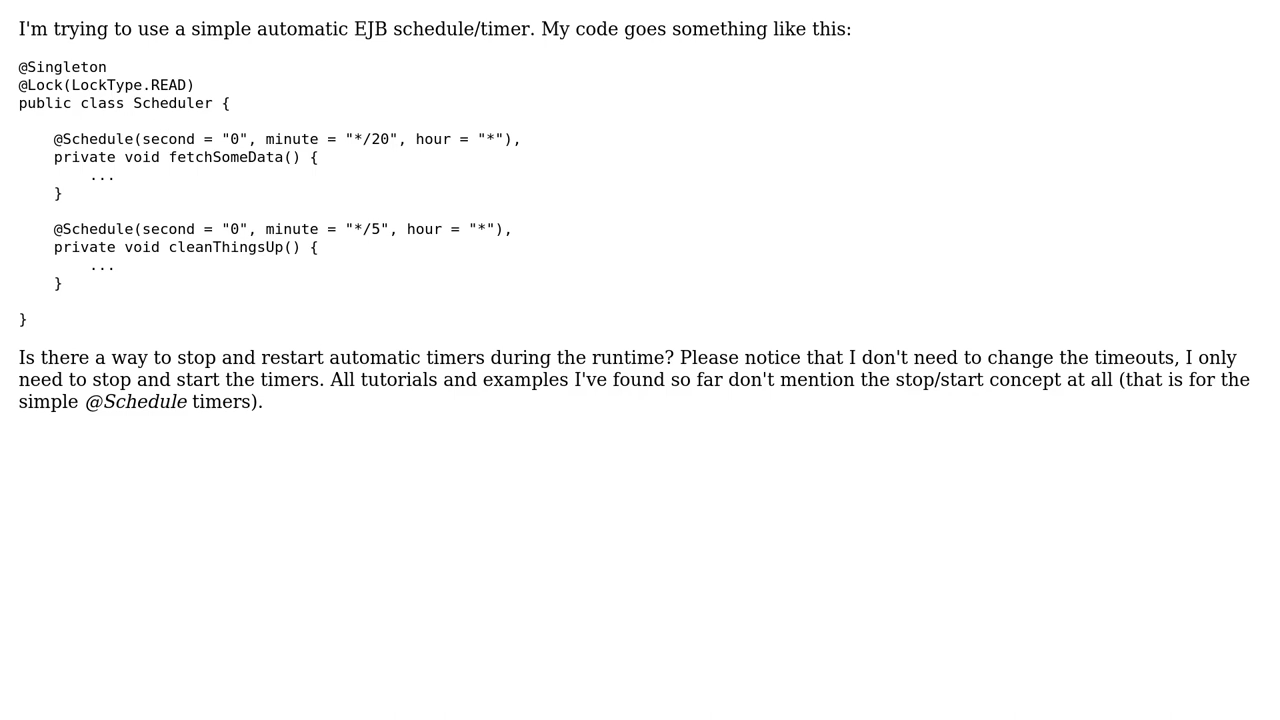 I'm trying to use a simple automatic EJB schedule/timer. My code goes something like this:
@Singleton
@Lock(LockType.READ)
public class Scheduler {
    @Schedule(second = "0", minute = "*/20", hour = "*"),
    private void fetchSomeData() {
        ...
    }
    @Schedule(second = "0", minute = "*/5", hour = "*"),
    private void cleanThingsUp() {
        ...
    }
}
Is there a way to stop and restart automatic timers during the runtime? Please notice that I don't need to change the timeouts, I only
need to stop and start the timers. All tutorials and examples I've found so far don't mention the stop/start concept at all (that is for the
simple @Schedule timers).